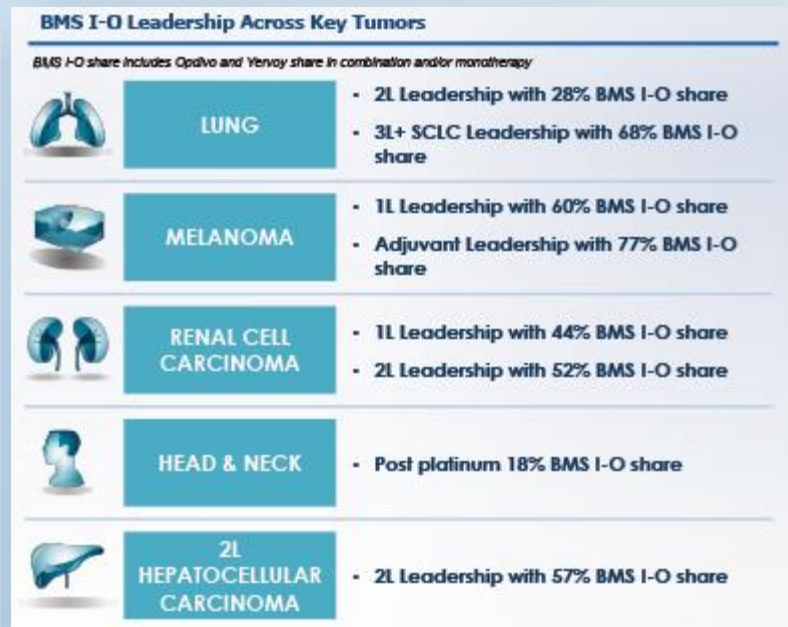 BMS I-O Leadership Across Key Tumors
BMS I-O share includes Opdivo and Yervoy share in combination and/or monotherapy
LUNG
- 2L Leadership with 28% BMS I-O share
- 3L+ SCLC Leadership with 68% BMS I-O
share
MELANOMA
- 1L Leadership with 60% BMS I-O share
- Adjuvant Leadership with 77% BMS I-O
share
RENAL CELL
CARCINOMA
- 1L Leadership with 44% BMS I-O share
- 2L Leadership with 52% BMS I-O share
HEAD & NECK
- Post platinum 18% BMS I-O share
2L
HEPATOCELLULAR
CARCINOMA
- 2L Leadership with 57% BMS I-O share